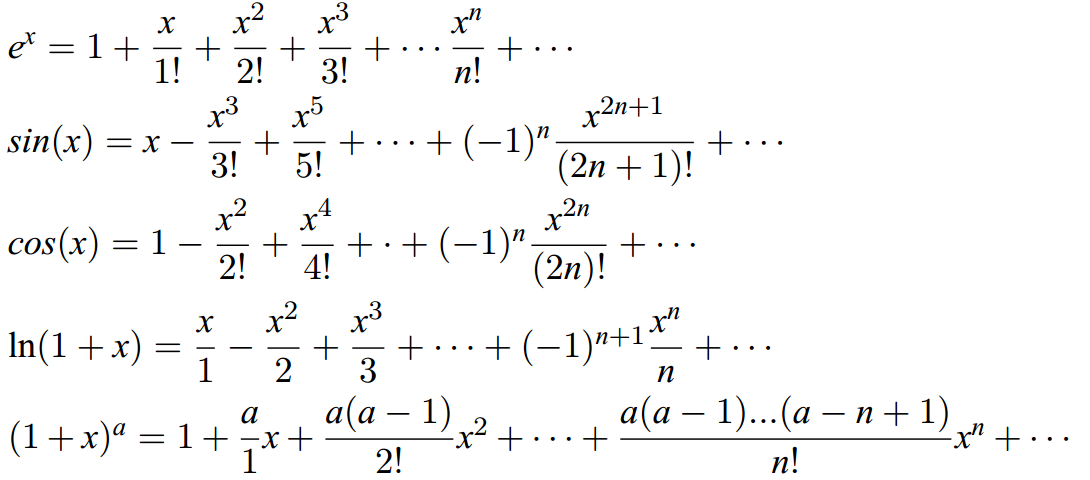 e^x = 1 + x/1! + x^2/2! + x^3/3! + ··· x^n/n! + ···
sin(x) = x − x^3/3! + x^5/5! + ··· + (−1)^n x^{2n+1}/(2n + 1)! + ···
cos(x) = 1 − x^2/2! + x^4/4! + · + (−1)^n x^{2n}/(2n)! + ···
ln(1 + x) = x/1 − x^2/2 + x^3/3 + ··· + (−1)^{n+1} x^n/n + ···
(1 + x)^a = 1 + a/1 x + a(a − 1)/2! x^2 + ··· + a(a − 1)...(a − n + 1)/n! x^n + ···